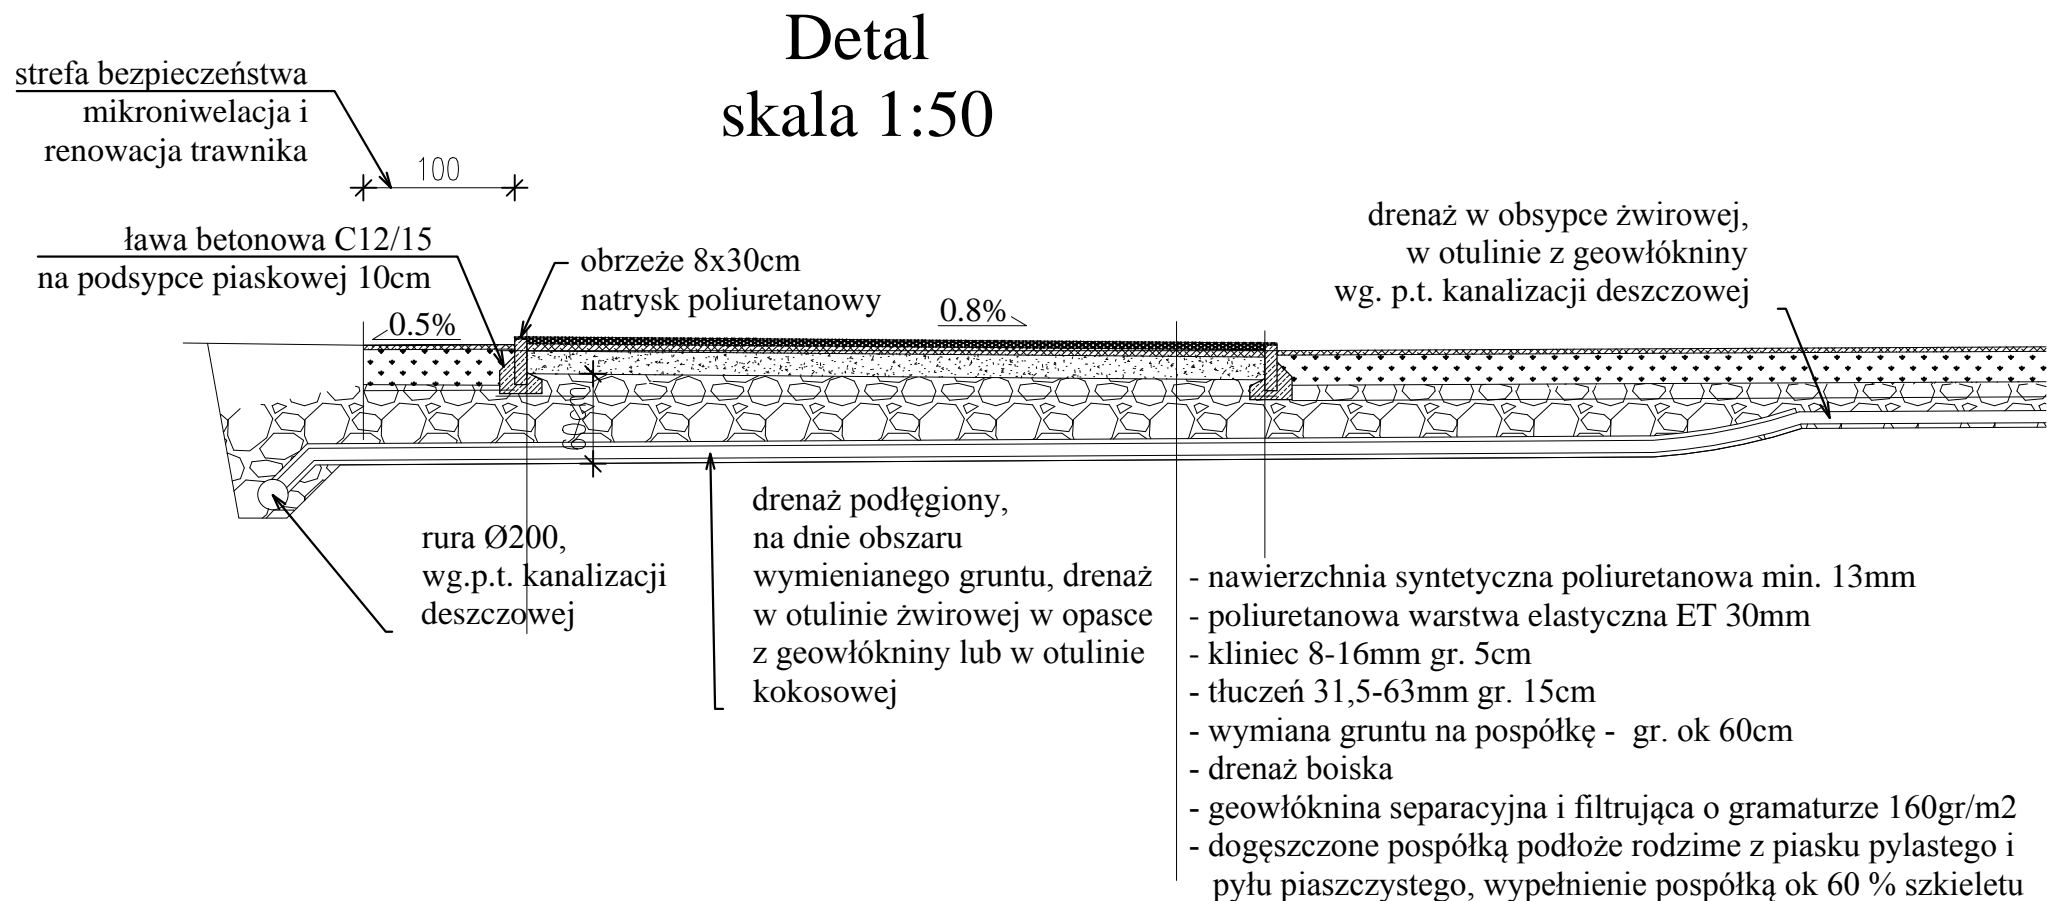 Detal
skala 1:50
strefa bezpieczeństwa
mikroniwelacja i
renowacja trawnika
100
ława betonowa C12/15
na podsypce piaskowej 10cm
obrzeże 8x30cm
natrysk poliuretanowy
drenaż w obsypce żwirowej,
w otulinie z geowłókniny
wg. p.t. kanalizacji deszczowej
0.5%
0.8%
rura Ø200,
wg.p.t. kanalizacji
deszczowej
drenaż podłęgiony,
na dnie obszaru
wymienianego gruntu, drenaż
w otulinie żwirowej w opasce
z geowłókniny lub w otulinie
kokosowej
- nawierzchnia syntetyczna poliuretanowa min. 13mm
- poliuretanowa warstwa elastyczna ET 30mm
- kliniec 8-16mm gr. 5cm
- tłuczeń 31,5-63mm gr. 15cm
- wymiana gruntu na pospółkę -  gr. ok 60cm
- drenaż boiska
- geowłóknina separacyjna i filtrująca o gramaturze 160gr/m2
- dogęszczone pospółką podłoże rodzime z piasku pylastego i
pyłu piaszczystego, wypełnienie pospółką ok 60 % szkieletu